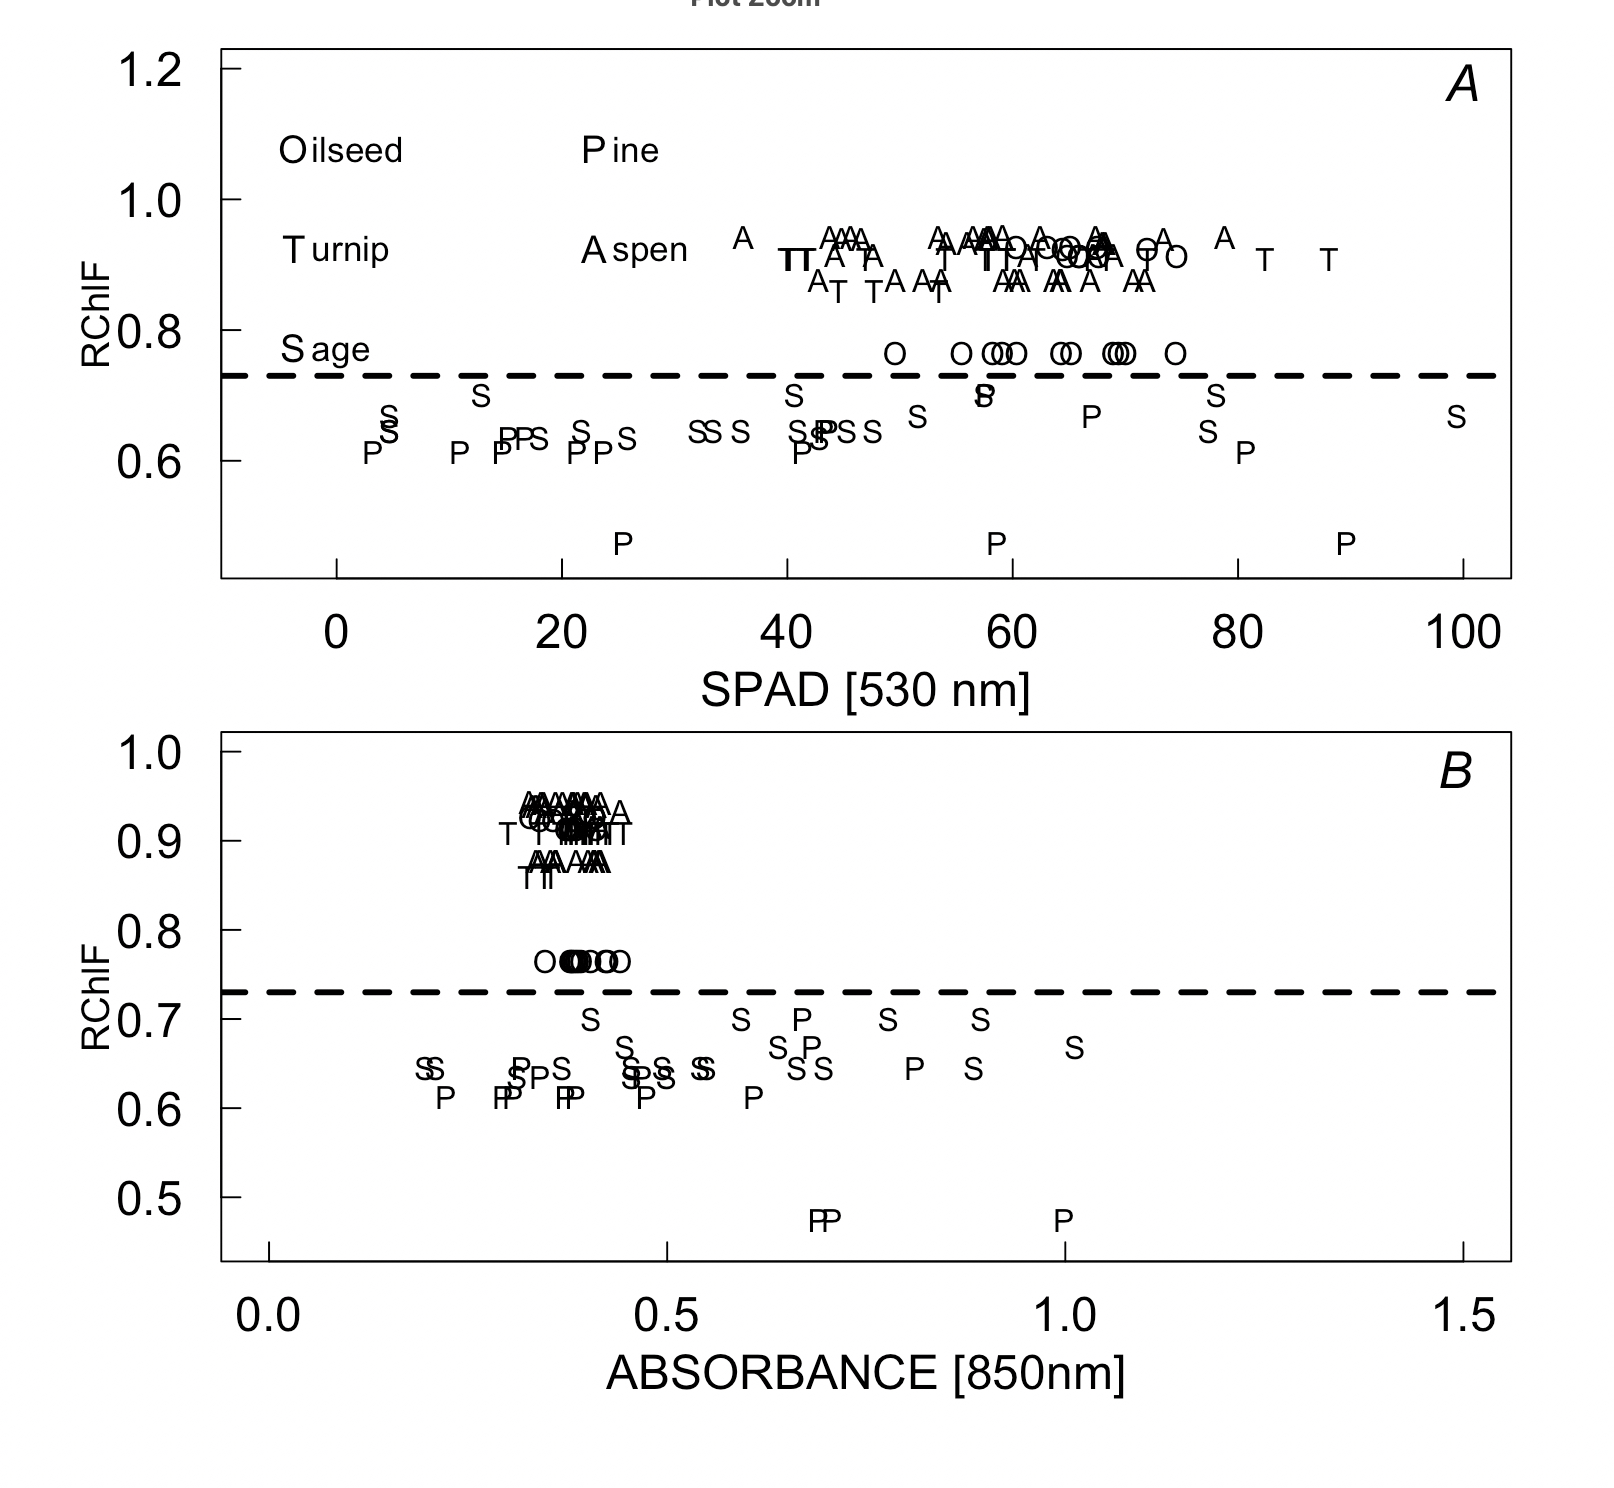 A
1.2
1.0
0.8
0.6
RChlF
Oilseed Pine
Turnip Aspen
Sage
0 20 40 60 80 100
SPAD [530 nm]
B
1.0
0.9
0.8
0.7
0.6
0.5
RChlF
0.0 0.5 1.0 1.5
ABSORBANCE [850nm]